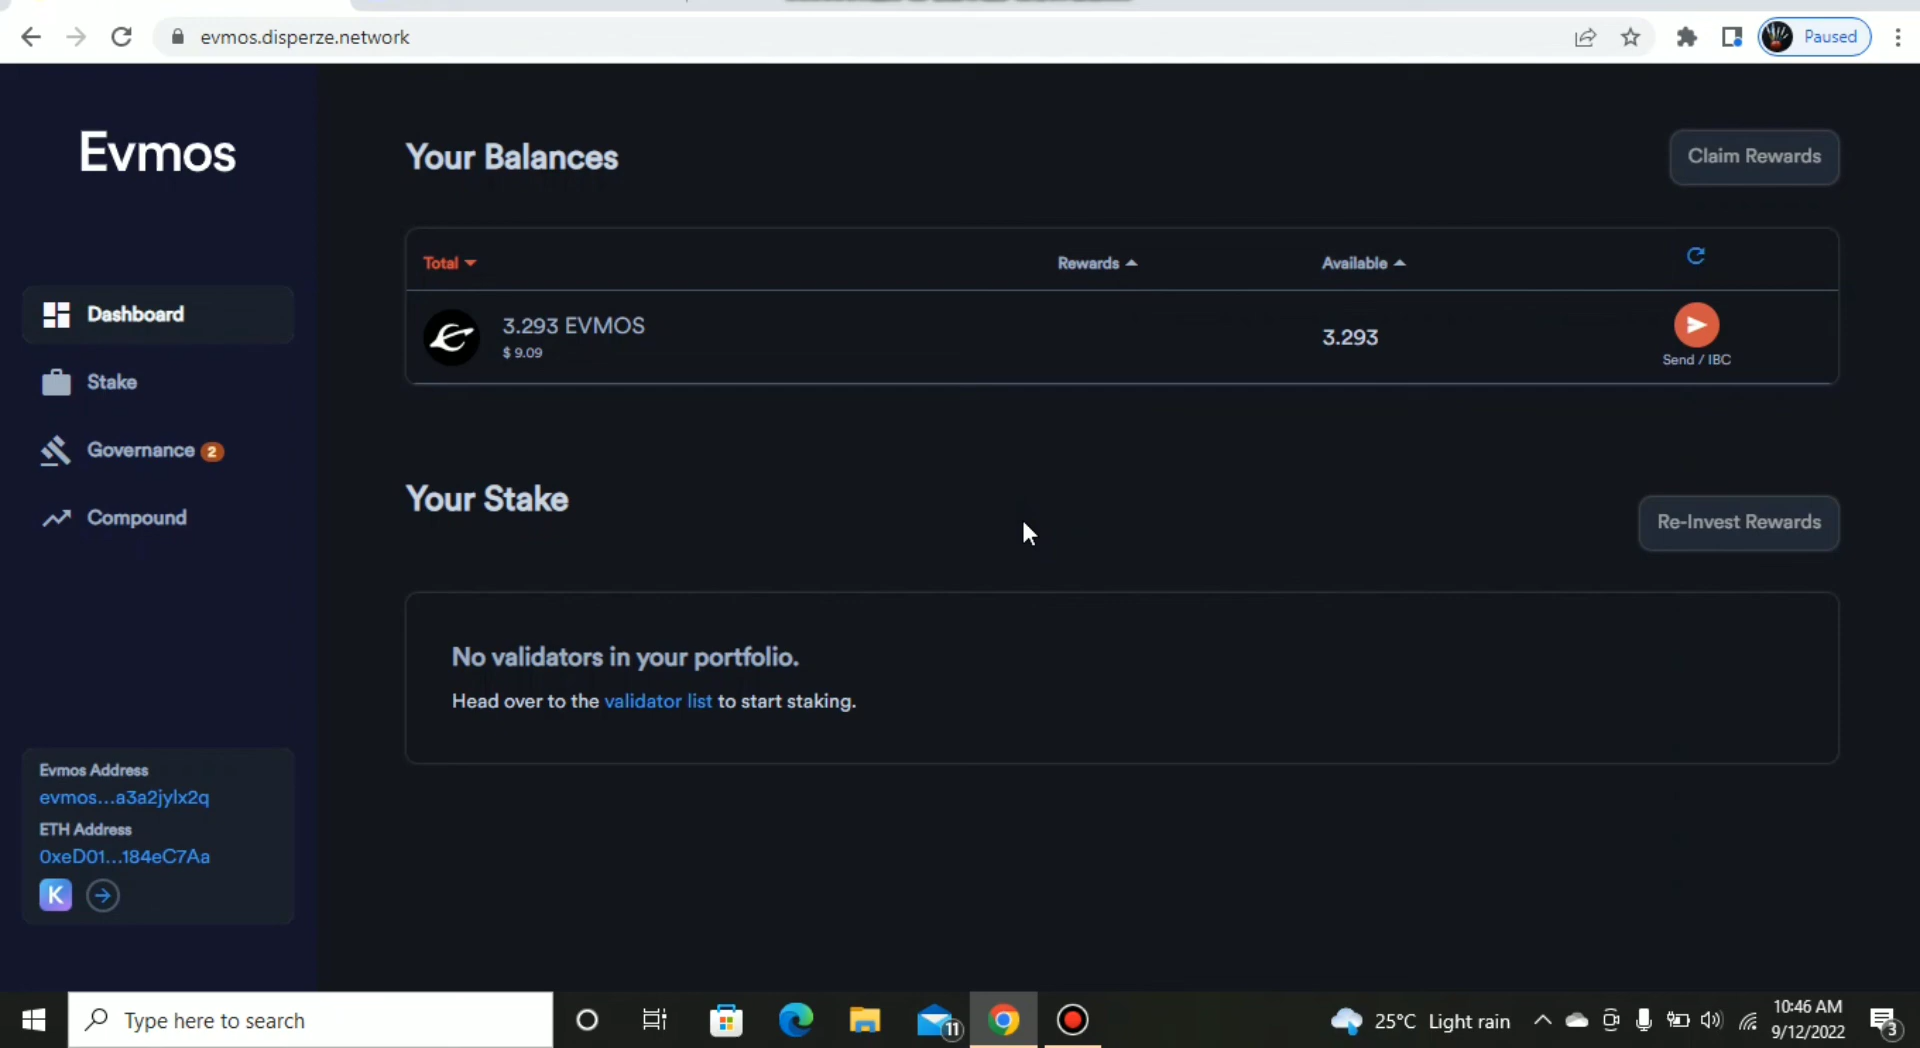 evmos.disperze.network
Paused
Evmos
Your Balances
Claim Rewards
Total
Rewards
Available
3.293 EVMOS
$ 9.09
3.293
Send / IBC
Dashboard
Stake
Governance 2
Compound
Your Stake
Re-Invest Rewards
No validators in your portfolio.
Head over to the validator list to start staking.
Evmos Address
evmos...a3a2jylx2q
ETH Address
0xeD01...184eC7Aa
K
Type here to search
11
25°C Light rain
10:46 AM
9/12/2022
3